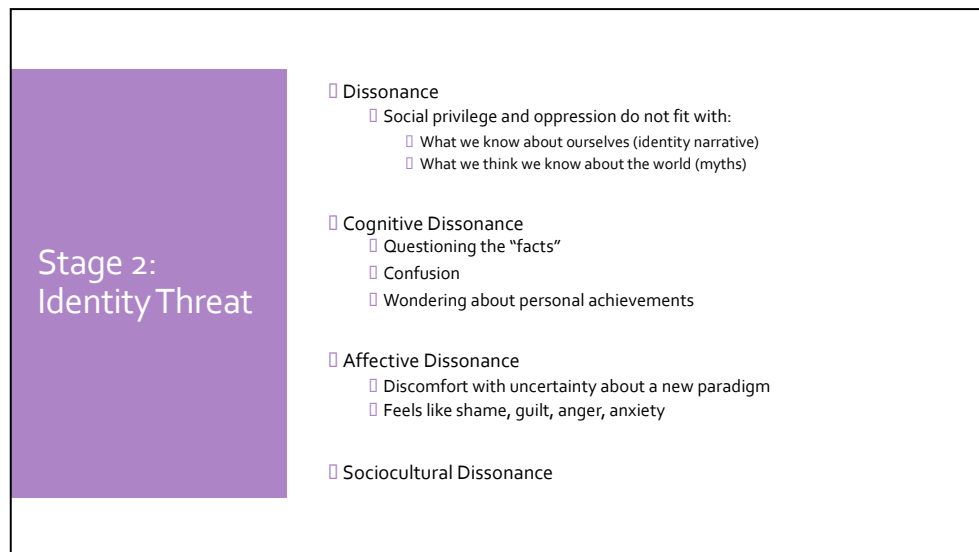 Stage 2:
Identity Threat
Dissonance
Social privilege and oppression do not fit with:
What we know about ourselves (identity narrative)
What we think we know about the world (myths)
Cognitive Dissonance
Questioning the “facts”
Confusion
Wondering about personal achievements
Affective Dissonance
Discomfort with uncertainty about a new paradigm
Feels like shame, guilt, anger, anxiety
Sociocultural Dissonance